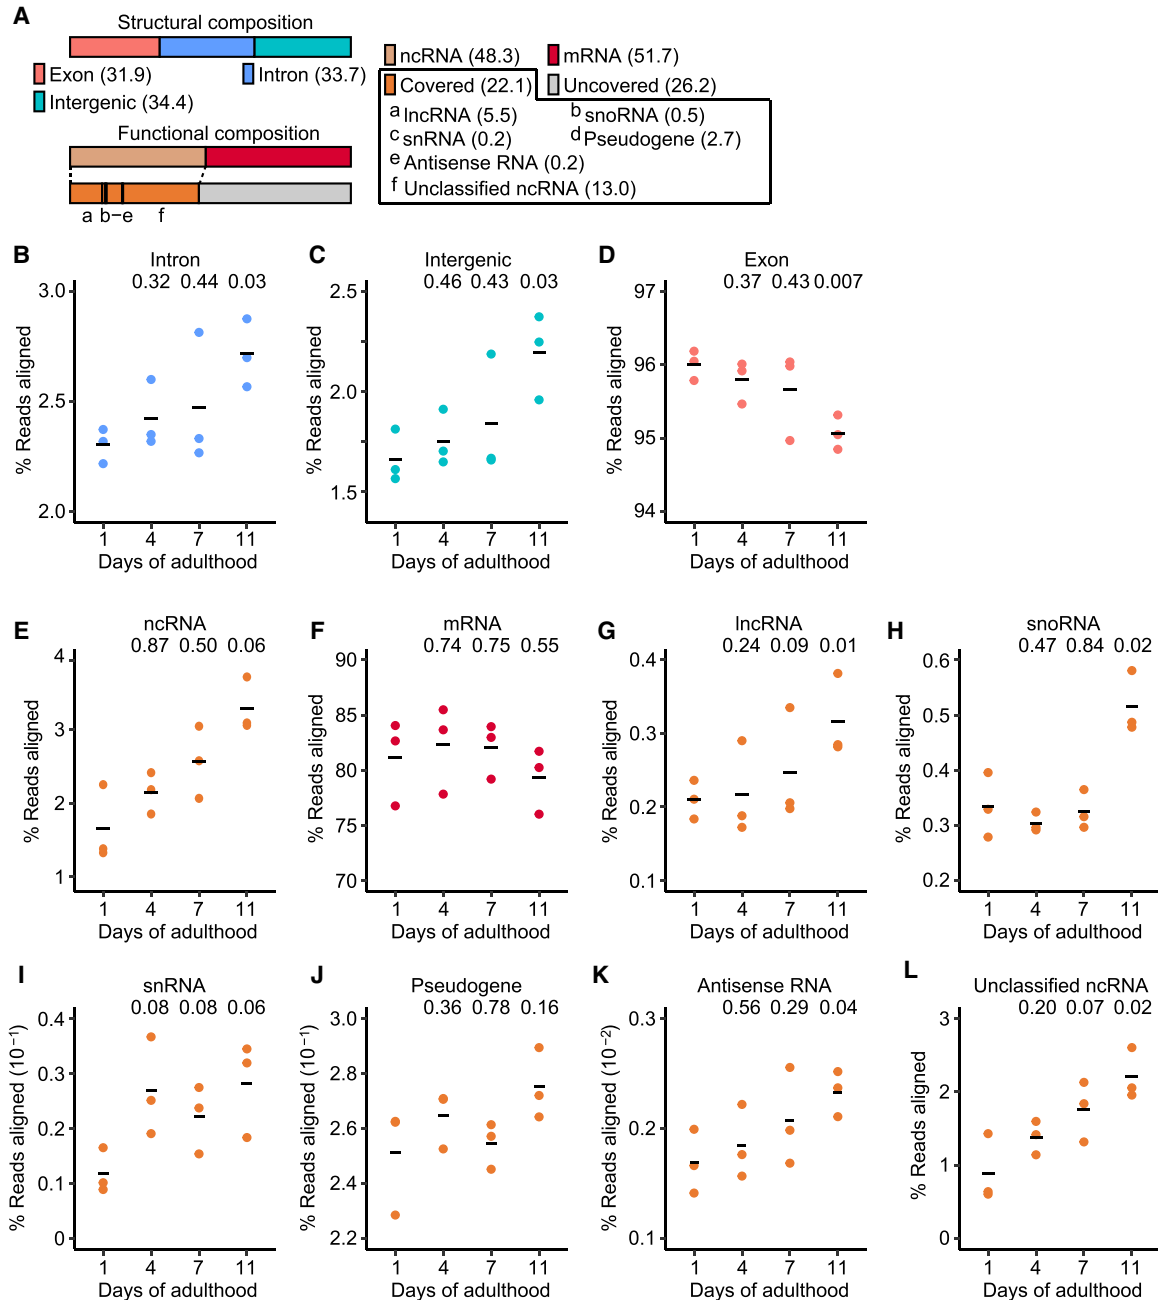 A
Structural composition
Exon (31.9)
Intron (33.7)
Intergenic (34.4)
Functional composition
a b−e f
ncRNA (48.3) mRNA (51.7)
Covered (22.1) Uncovered (26.2)
a lncRNA (5.5) b snoRNA (0.5)
c snRNA (0.2) d Pseudogene (2.7)
e Antisense RNA (0.2)
f Unclassified ncRNA (13.0)
B
Intron
0.32 0.44 0.03
% Reads aligned
3.0
2.5
2.0
1 4 7 11
Days of adulthood
C
Intergenic
0.46 0.43 0.03
% Reads aligned
2.5
2.0
1.5
1 4 7 11
Days of adulthood
D
Exon
0.37 0.43 0.007
% Reads aligned
97
96
95
94
1 4 7 11
Days of adulthood
E
ncRNA
0.87 0.50 0.06
% Reads aligned
4
3
2
1
1 4 7 11
Days of adulthood
F
mRNA
0.74 0.75 0.55
% Reads aligned
90
85
80
75
70
1 4 7 11
Days of adulthood
G
lncRNA
0.24 0.09 0.01
% Reads aligned
0.4
0.3
0.2
0.1
1 4 7 11
Days of adulthood
H
snoRNA
0.47 0.84 0.02
% Reads aligned
0.6
0.5
0.4
0.3
0.2
1 4 7 11
Days of adulthood
I
snRNA
0.08 0.08 0.06
% Reads aligned (10⁻¹)
0.4
0.3
0.2
0.1
0
1 4 7 11
Days of adulthood
J
Pseudogene
0.36 0.78 0.16
% Reads aligned (10⁻¹)
3.0
2.8
2.6
2.4
2.2
1 4 7 11
Days of adulthood
K
Antisense RNA
0.56 0.29 0.04
% Reads aligned (10⁻²)
0.3
0.2
0.1
1 4 7 11
Days of adulthood
L
Unclassified ncRNA
0.20 0.07 0.02
% Reads aligned
3
2
1
0
1 4 7 11
Days of adulthood